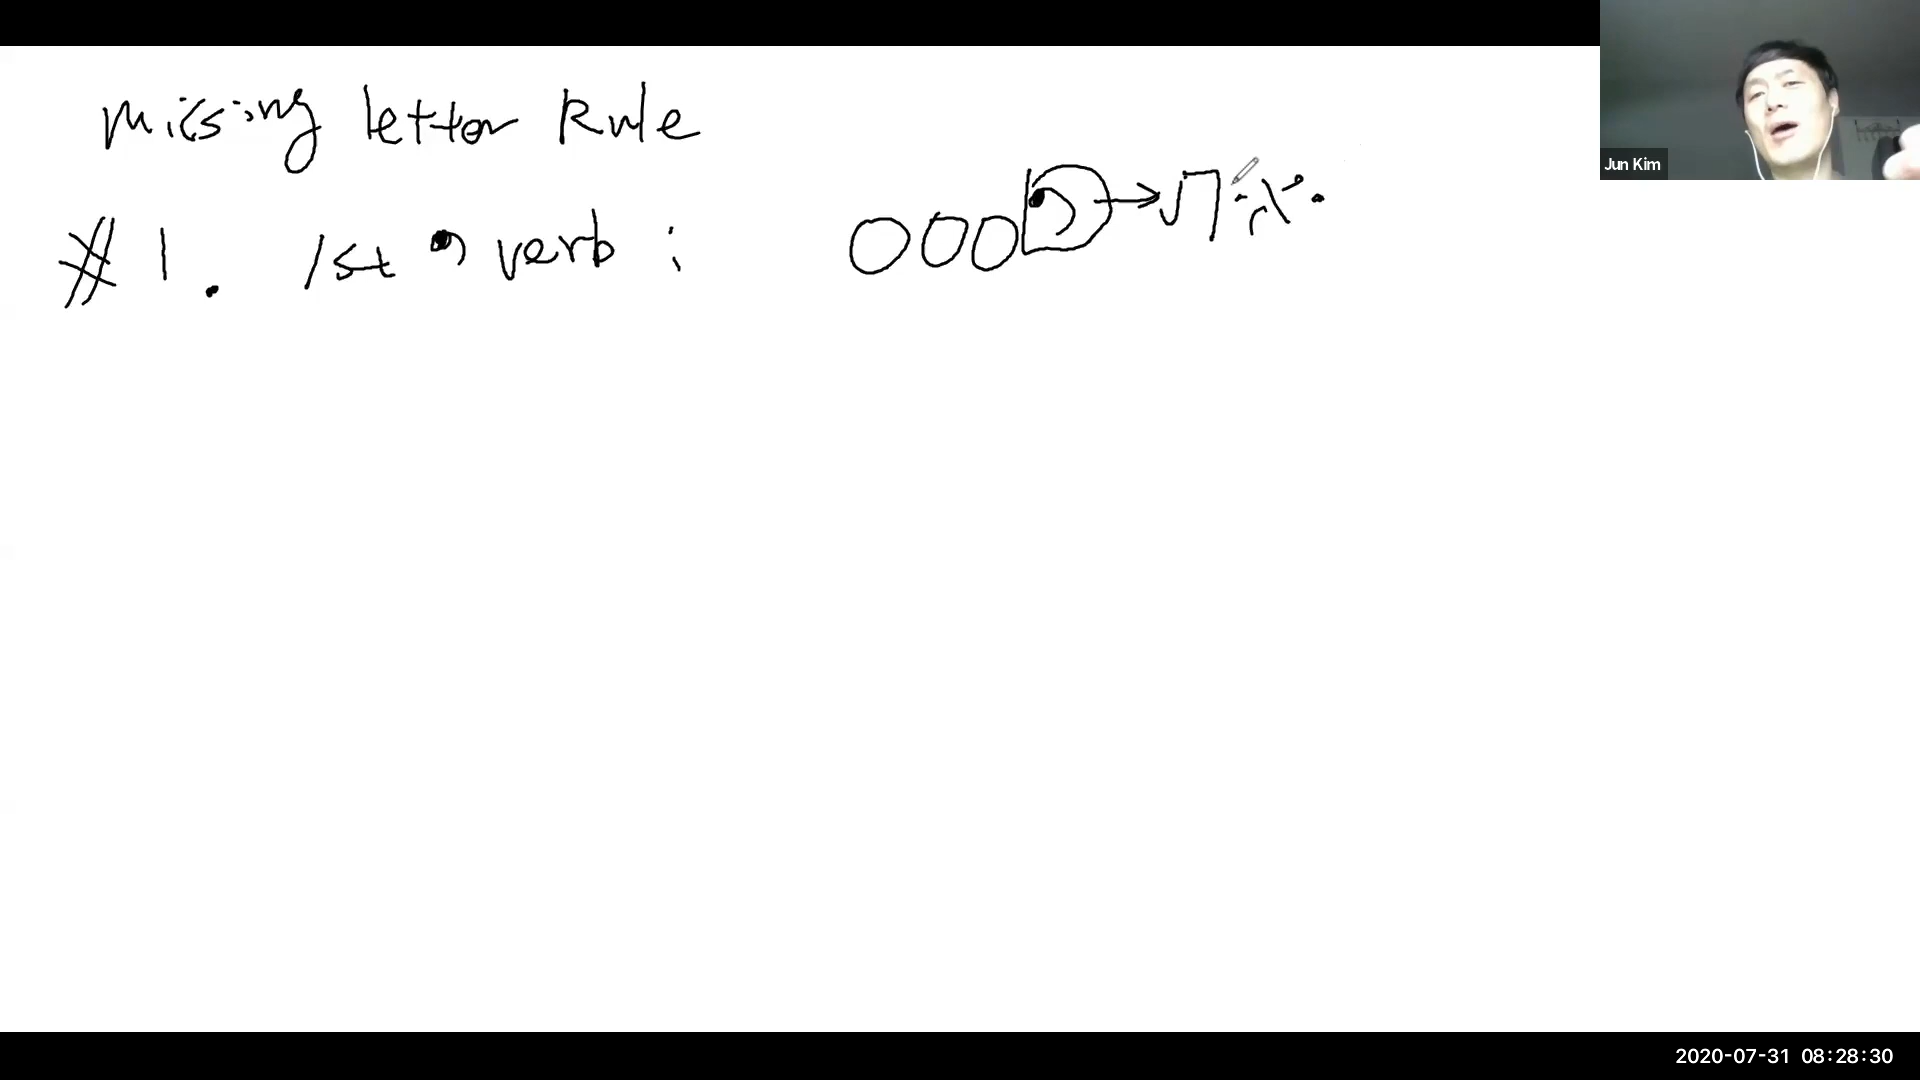 missing letter Rule
#1. 1st נ verb :
Jun Kim
2020-07-31 08:28:30